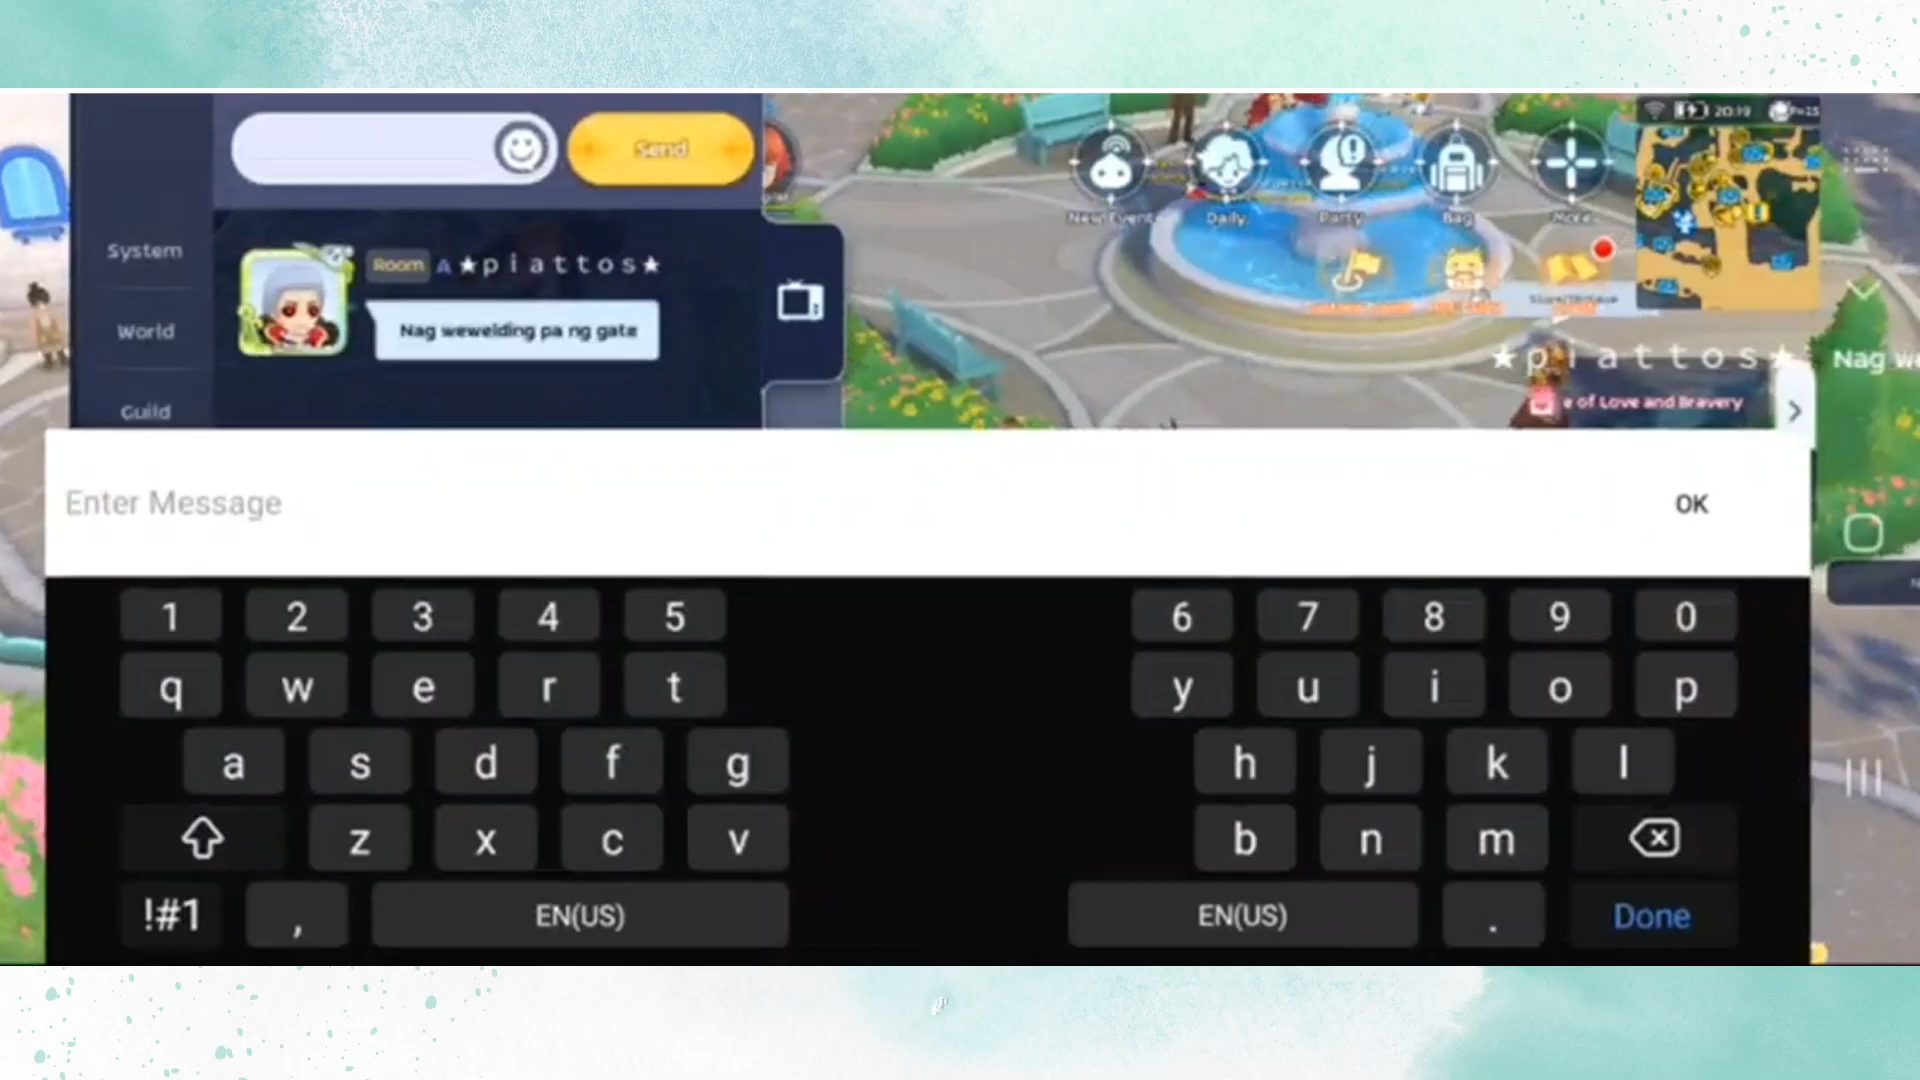 Send
20:19
New Event
Daily
Party
Bag
More
System
Room A ★piattos★
World
Nag wewelding pa ng gate
Guild
★piattos★: Nag we
e of Love and Bravery
Enter Message
OK
1 2 3 4 5 6 7 8 9 0
q w e r t y u i o p
a s d f g h j k l
z x c v b n m
!#1 , EN(US) EN(US) . Done